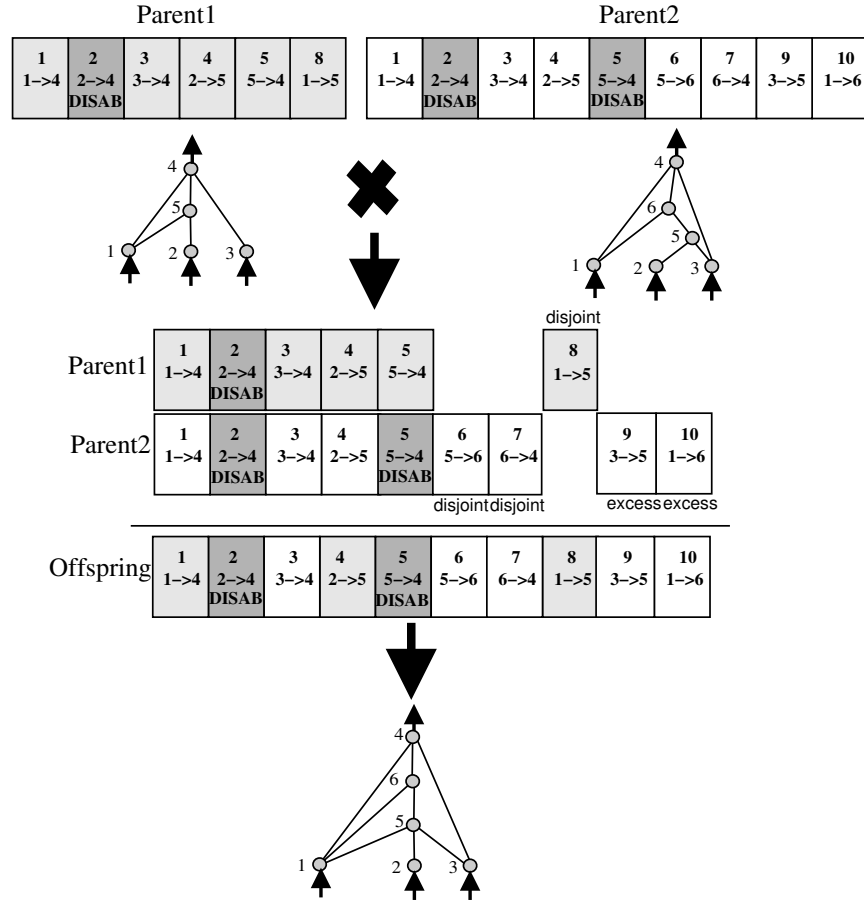 Parent1 Parent2
1 2 3 4 5 8 1 2 3 4 5 6 7 9 10
1->4 2->4 3->4 2->5 5->4 1->5 1->4 2->4 3->4 2->5 5->4 5->6 6->4 3->5 1->6
DISAB DISAB DISAB
4 4
5 6
5
1 2 3 1 2 3
disjoint
Parent1 1 2 3 4 5 8
1->4 2->4 3->4 2->5 5->4 1->5
DISAB
Parent2 1 2 3 4 5 6 7 9 10
1->4 2->4 3->4 2->5 5->4 5->6 6->4 3->5 1->6
DISAB DISAB
disjoint disjoint excess excess
Offspring 1 2 3 4 5 6 7 8 9 10
1->4 2->4 3->4 2->5 5->4 5->6 6->4 1->5 3->5 1->6
DISAB DISAB
4
6
5
1 2 3